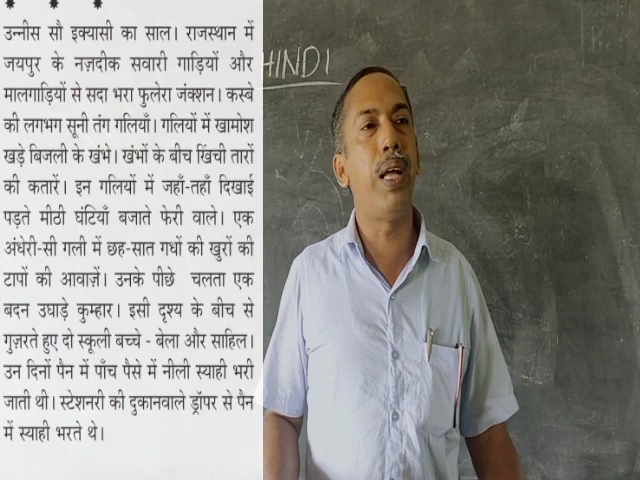 * * *
उन्नीस सौ इक्यासी का साल। राजस्थान में
जयपुर के नज़दीक सवारी गाड़ियों और
मालगाड़ियों से सदा भरा फुलेरा जंक्शन। कस्बे
की लगभग सूनी तंग गलियाँ। गलियों में खामोश
खड़े बिजली के खंभे। खंभों के बीच खिंची तारों
की कतारें। इन गलियों में जहाँ-तहाँ दिखाई
पड़ते मीठी घंटियाँ बजाते फेरी वाले। एक
अंधेरी-सी गली में छह-सात गधों की खुरों की
टापों की आवाज़ें। उनके पीछे चलता एक
बदन उघाड़े कुम्हार। इसी दृश्य के बीच से
गुज़रते हुए दो स्कूली बच्चे - बेला और साहिल।
उन दिनों पैन में पाँच पैसे में नीली स्याही भरी
जाती थी। स्टेशनरी की दुकानवाले ड्रॉपर से पैन
में स्याही भरते थे।
HINDI